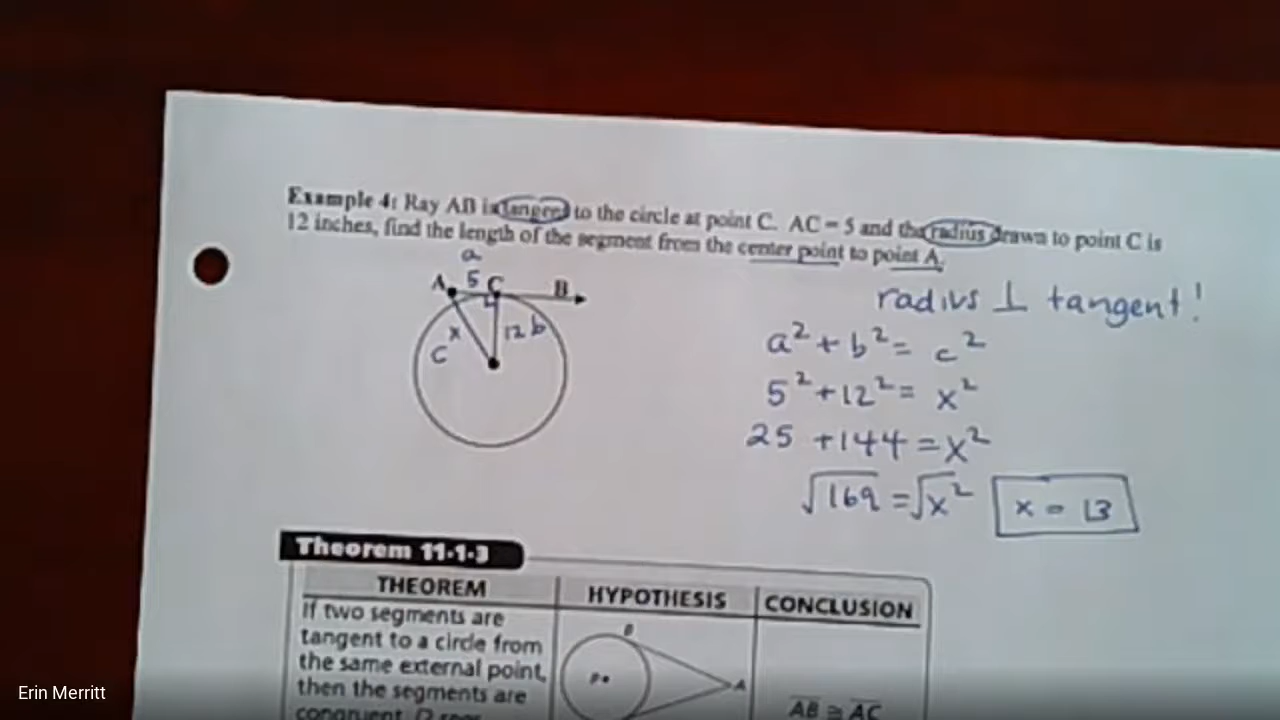 Example 4: Ray AB is tangent to the circle at point C. AC = 5 and the radius drawn to point C is
12 inches, find the length of the segment from the center point to point A.
a
A 5 C B
x 12 b
C
radius ⊥ tangent!
a² + b² = c²
5² + 12² = x²
25 + 144 = x²
√169 = √x² x = 13
Theorem 11-1-3
THEOREM HYPOTHESIS CONCLUSION
If two segments are
tangent to a circle from
the same external point,
then the segments are
congruent.
B
P
A
AB ≅ AC
Erin Merritt